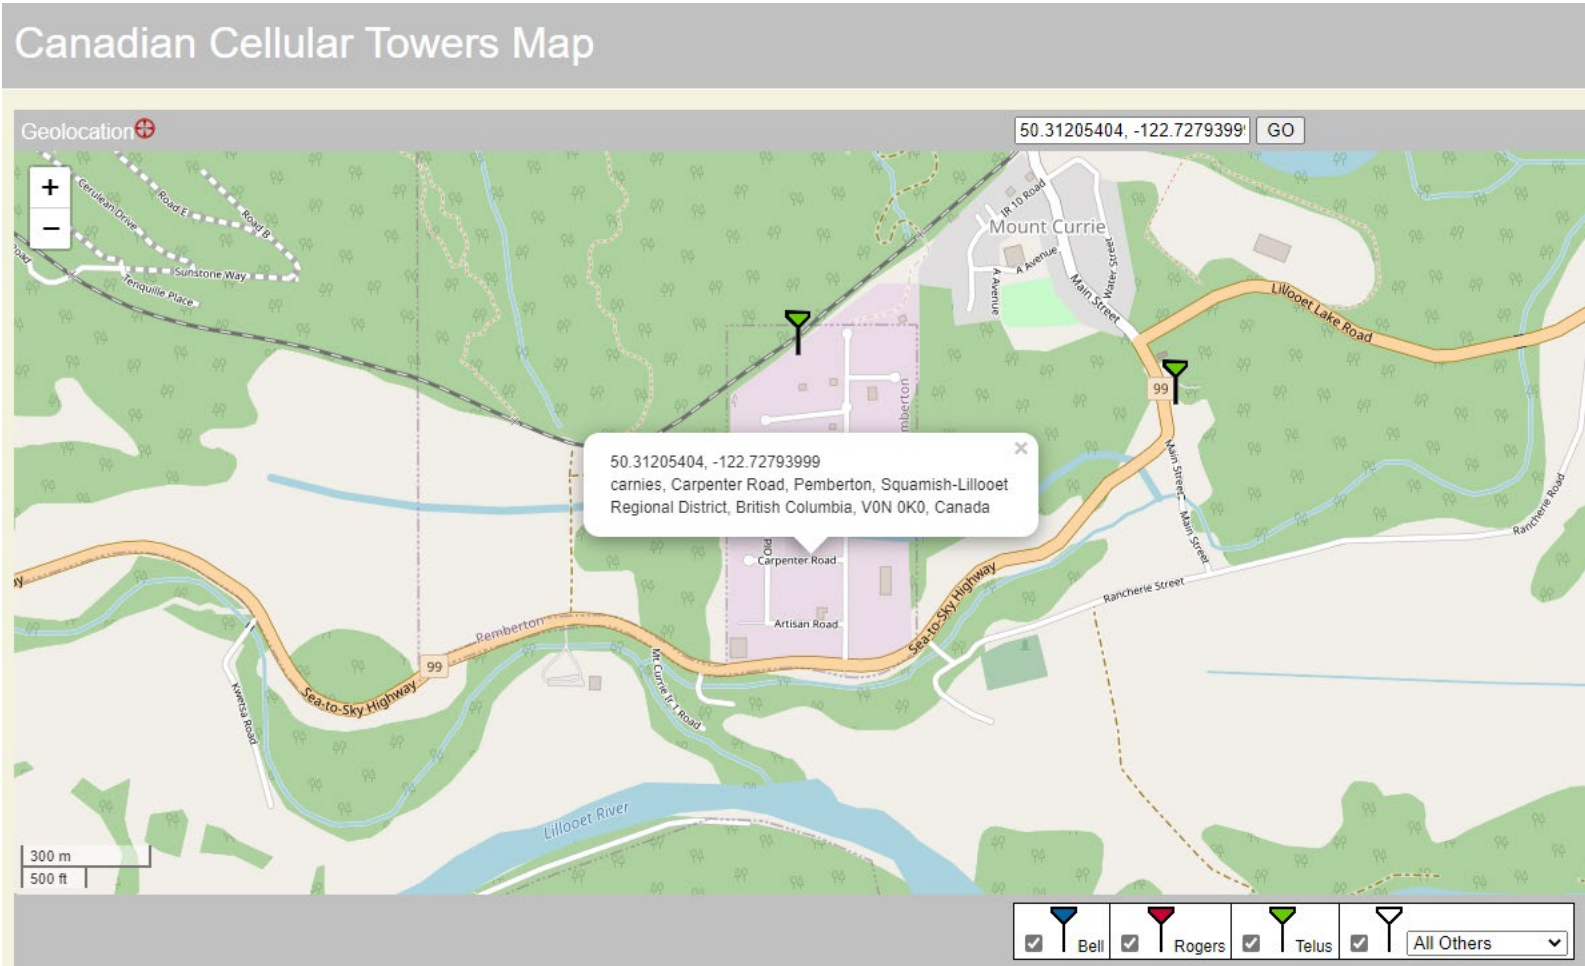 Canadian Cellular Towers Map
Geolocation
50.31205404, -122.7279399
GO
+
−
Cerulean Drive
Road E
Road B
Sunstone Way
Tenquille Place
Road
IR 10 Road
Mount Currie
A Avenue
A Avenue
Water Street
Main Street
Lillooet Lake Road
99
50.31205404, -122.72793999
carnies, Carpenter Road, Pemberton, Squamish-Lillooet
Regional District, British Columbia, V0N 0K0, Canada
×
Main Street
Main Street
Rancherie Road
Carpenter Road
Rancherie Street
Artisan Road
Sea-to-Sky Highway
Pemberton
99
Sea-to-Sky Highway
Mt Currie Ir 1 Road
Kwetsa Road
Lillooet River
300 m
500 ft
Bell
Rogers
Telus
All Others